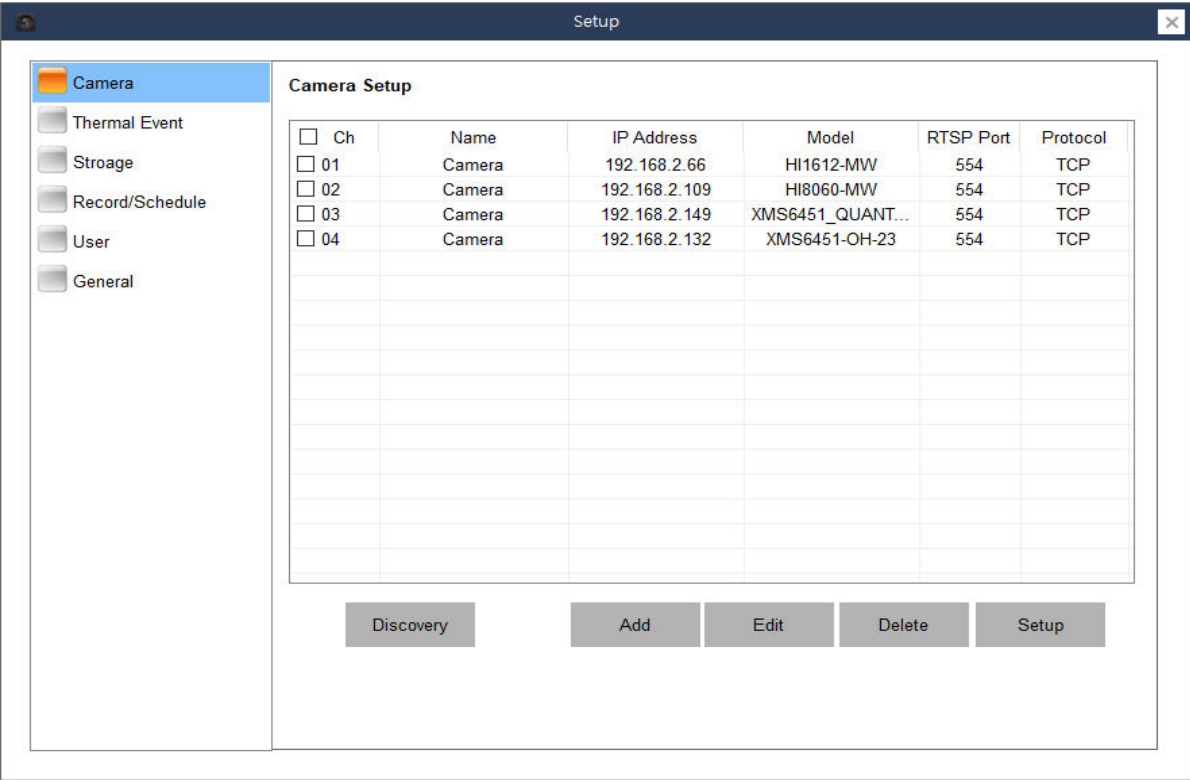 Setup
Camera
Thermal Event
Stroage
Record/Schedule
User
General
Camera Setup
Ch Name IP Address Model RTSP Port Protocol
01 Camera 192.168.2.66 HI1612-MW 554 TCP
02 Camera 192.168.2.109 HI8060-MW 554 TCP
03 Camera 192.168.2.149 XMS6451_QUANT... 554 TCP
04 Camera 192.168.2.132 XMS6451-OH-23 554 TCP
Discovery Add Edit Delete Setup